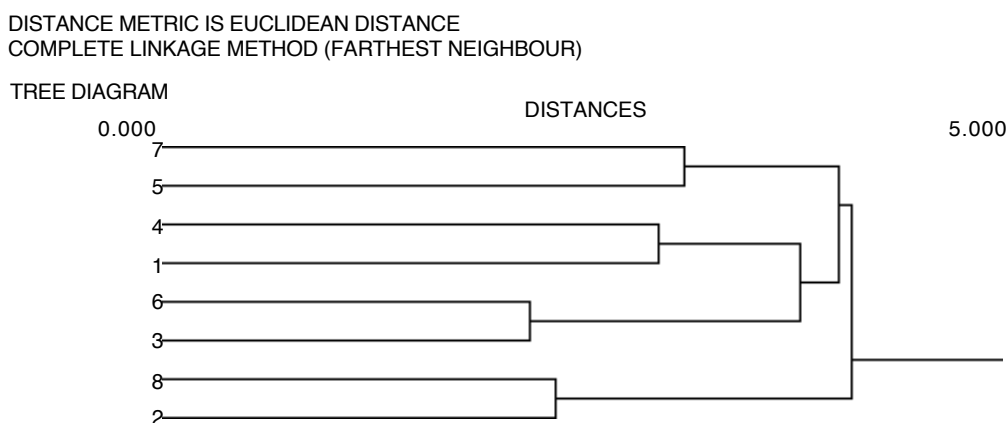 DISTANCE METRIC IS EUCLIDEAN DISTANCE
COMPLETE LINKAGE METHOD (FARTHEST NEIGHBOUR)
TREE DIAGRAM
DISTANCES
0.000 5.000
7
5
4
1
6
3
8
2